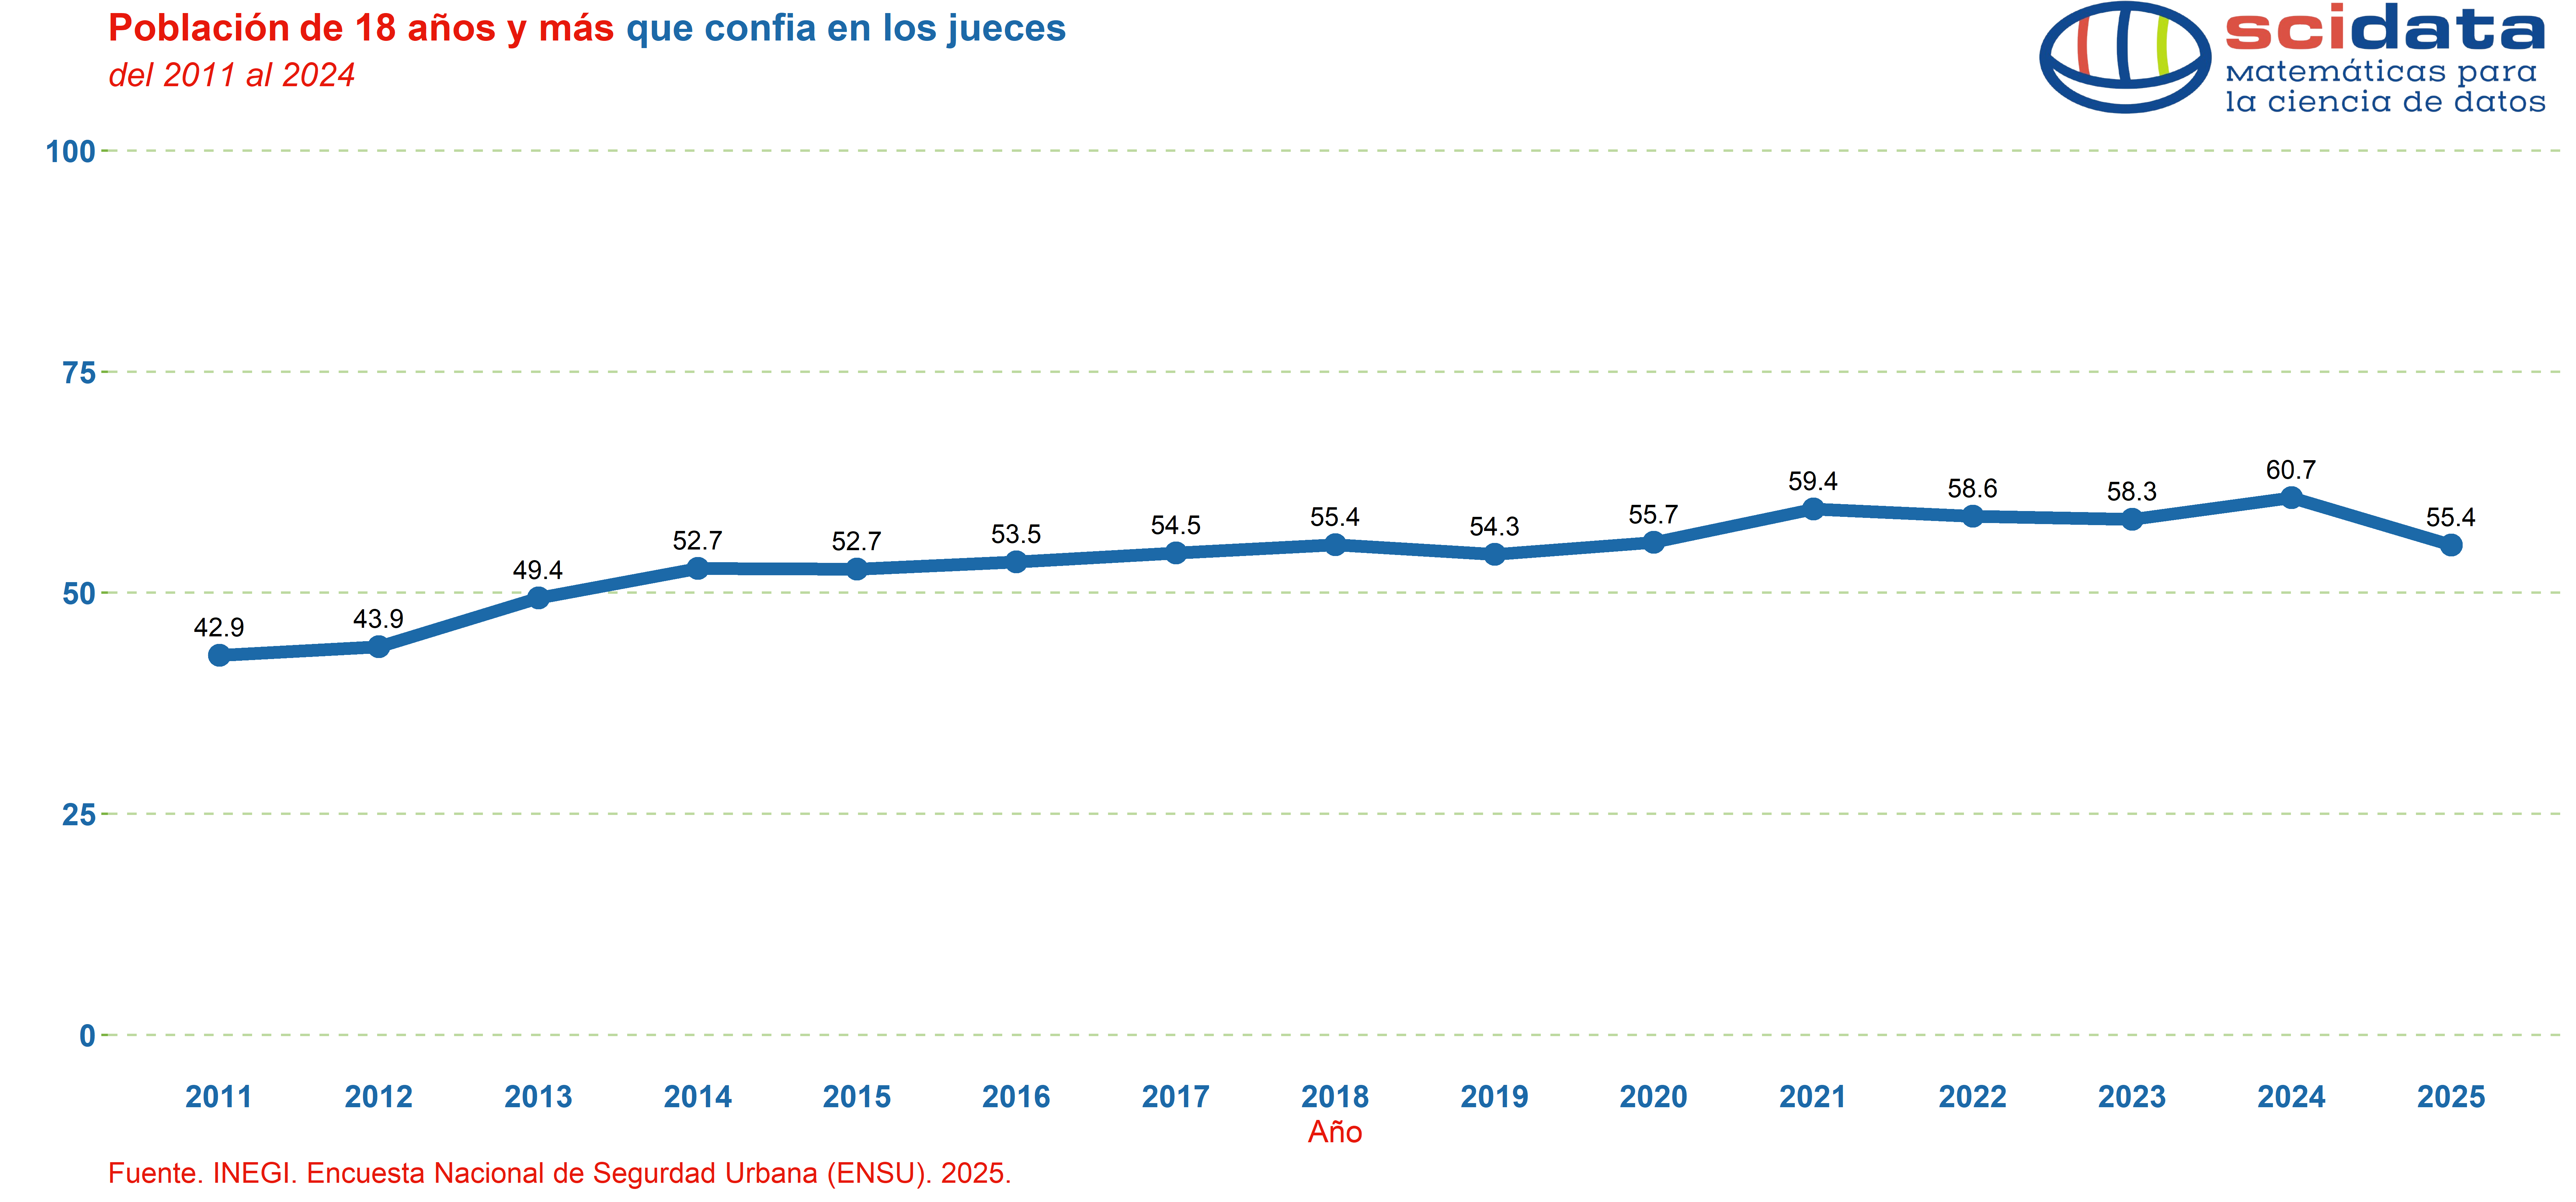 Población de 18 años y más que confia en los jueces
del 2011 al 2024
scidata
Matemáticas para
la ciencia de datos
100
75
50
25
0
42.9
43.9
49.4
52.7
52.7
53.5
54.5
55.4
54.3
55.7
59.4
58.6
58.3
60.7
55.4
2011 2012 2013 2014 2015 2016 2017 2018 2019 2020 2021 2022 2023 2024 2025
Año
Fuente. INEGI. Encuesta Nacional de Segurdad Urbana (ENSU). 2025.